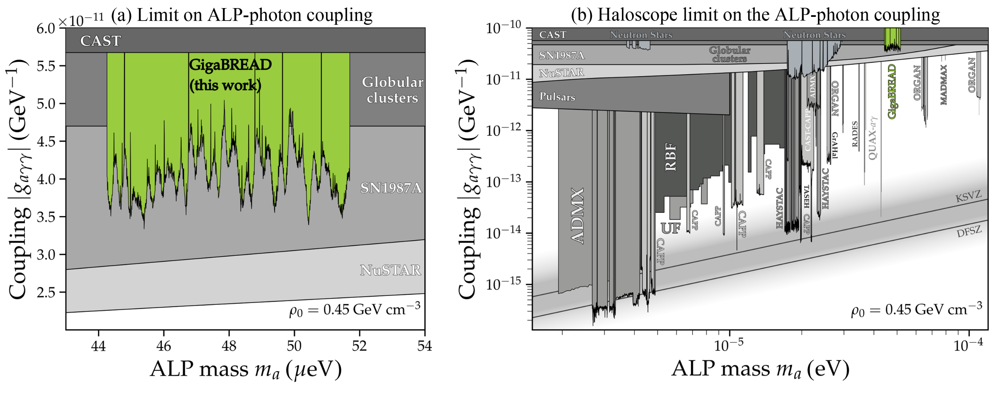 (a) Limit on ALP-photon coupling
×10−11
6.0
5.5
5.0
4.5
4.0
3.5
3.0
2.5
Coupling |gaγγ| (GeV−1)
CAST
GigaBREAD
(this work)
Globular
clusters
SN1987A
NuSTAR
ρ0 = 0.45 GeV cm−3
44 46 48 50 52 54
ALP mass ma (μeV)
(b) Haloscope limit on the ALP-photon coupling
10−10
10−11
10−12
10−13
10−14
10−15
Coupling |gaγγ| (GeV−1)
CAST
Neutron Stars
Neutron Stars
SN1987A
Globular
clusters
NuSTAR
Pulsars
ADMX
RBF
UF
CAPP
CAPP
CAPP
CAPP
CAPP
HAYSTAC
ADMX
CAST-CAPP
TASEH
CAPP
HAYSTAC
ORGAN
GrAHal
RADES
QUAX-aγ
GigaBREAD
ORGAN
MADMAX
ORGAN
KSVZ
DFSZ
ρ0 = 0.45 GeV cm−3
10−5 10−4
ALP mass ma (eV)